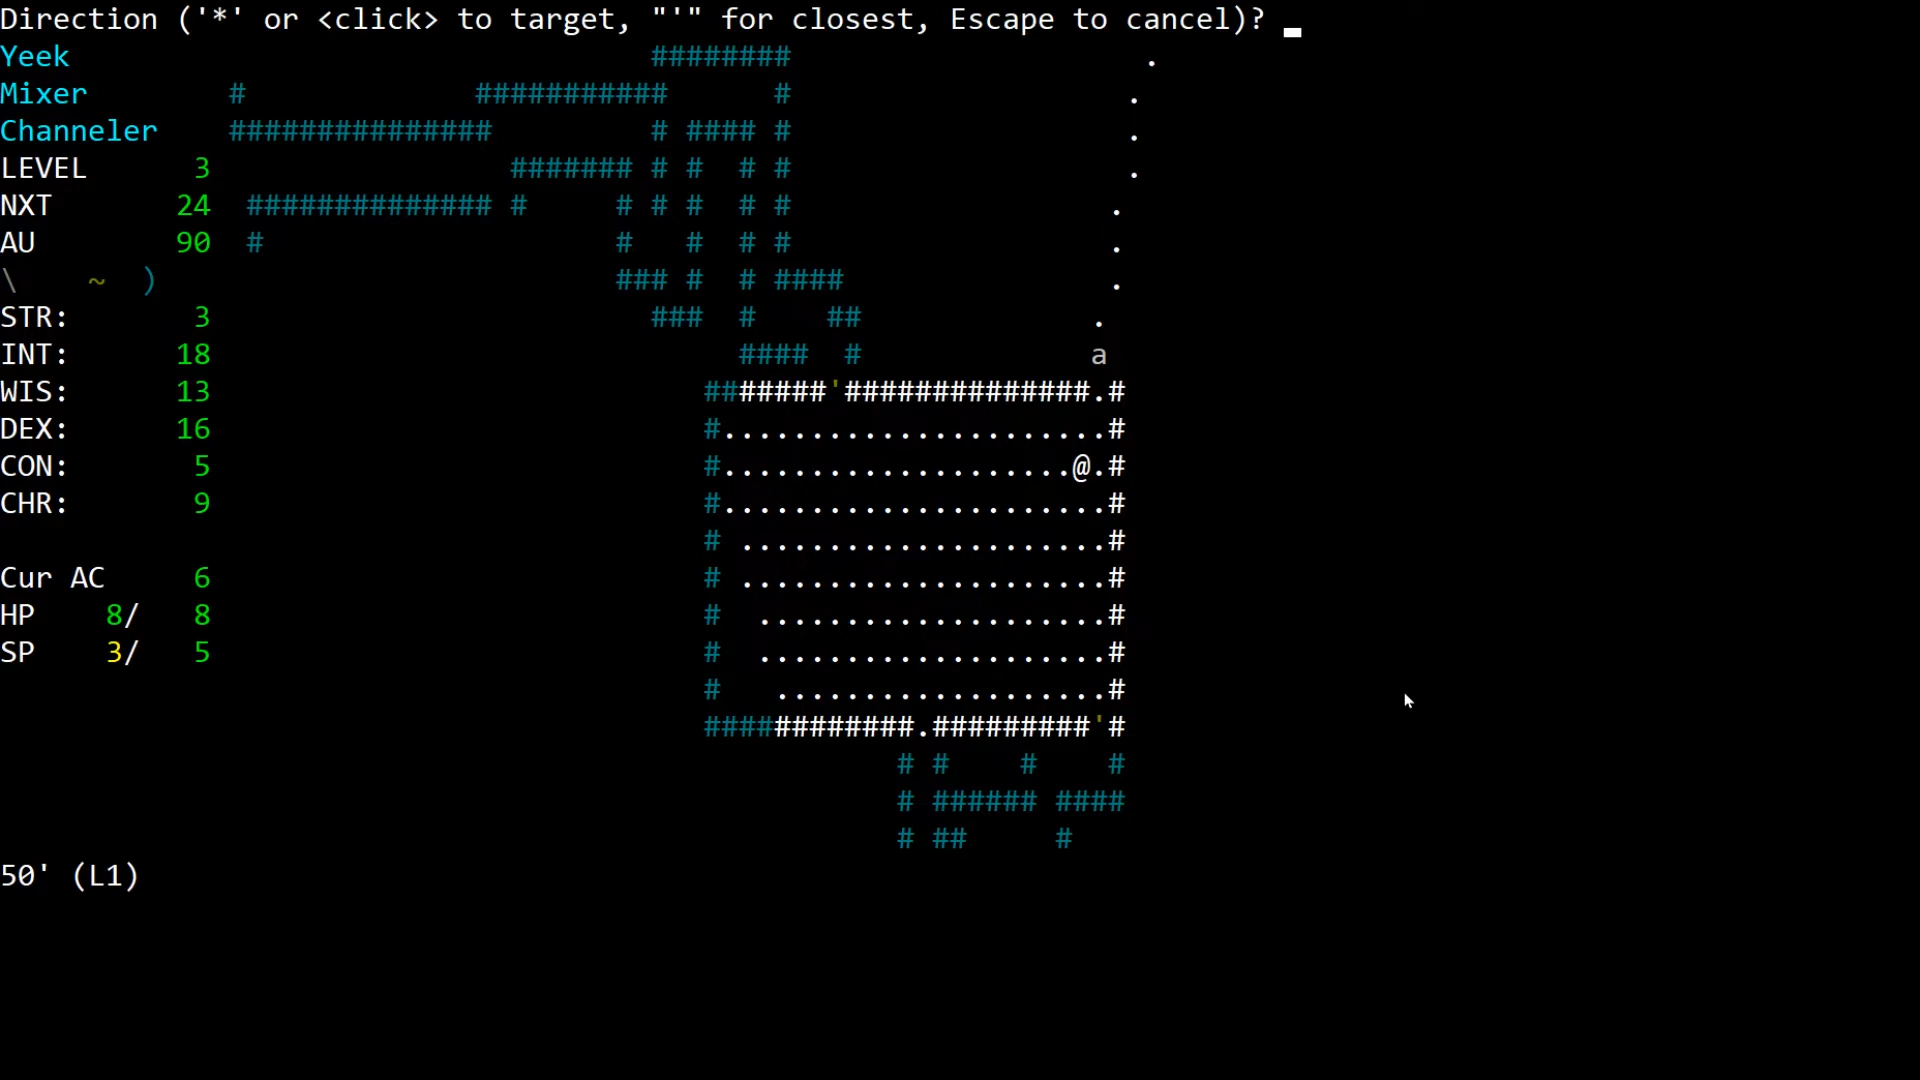 Direction ('*' or <click> to target, "'" for closest, Escape to cancel)? _
Yeek ######## .
Mixer # ########### # .
Channeler ############### # #### # .
LEVEL 3 ####### # # # # .
NXT 24 ############## # # # # # # .
AU 90 # # # # # .
\ ~ ) ### # # #### .
STR: 3 ### # ## .
INT: 18 #### # a
WIS: 13 #######'##############.#
DEX: 16 #......................#
CON: 5 #....................@.#
CHR: 9 #......................#
# .....................#
Cur AC 6 # .....................#
HP 8/ 8 # ....................#
SP 3/ 5 # ....................#
# ...................#
############.#########'#
# # # #
# ###### ####
# ## #
50' (L1)